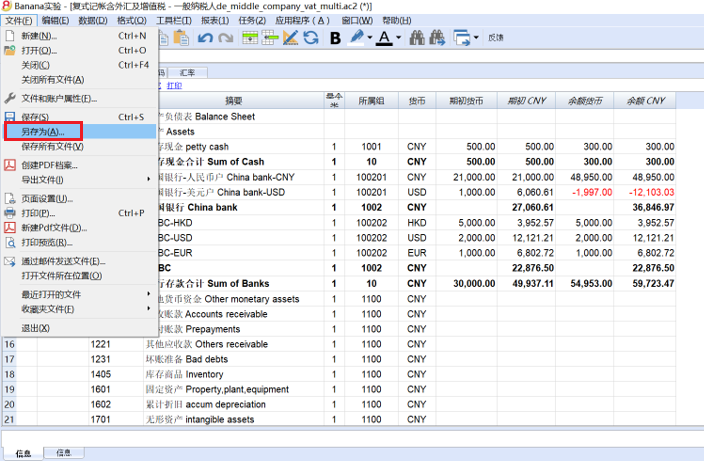 Banana实验 - [复式记帐含外汇及增值税 - 一般纳税人de_middle_company_vat_multi.ac2 (*)]
文件(F) 编辑(E) 数据(D) 格式(O) 工具栏(T) 报表(1) 任务(2) 应用程序 ( A ) 窗口(W) 帮助(H)
新建(N)... Ctrl+N
打开(O)... Ctrl+O
关闭(C) Ctrl+F4
关闭所有文件(A)
文件和账户属性(F)...
保存(S) Ctrl+S
另存为(A)...
保存所有文件(V)
创建PDF档案...
导出文件(I)
页面设置(U)...
打印(P)... Ctrl+P
新建Pdf文件(D)...
打印预览(R)...
通过邮件发送文件(E)...
打开文件所在位置(O)
最近打开的文件
收藏夹文件(F)
退出(X)
B A 反馈
码 汇率
打印
摘要 基本类 所属组 货币 期初货币 期初 CNY 余额货币 余额 CNY
产负债表 Balance Sheet
产 Assets
存现金 petty cash 1 1001 CNY 500.00 500.00 300.00 300.00
存现金合计 Sum of Cash 1 10 CNY 500.00 500.00 300.00 300.00
国银行-人民币户 China bank-CNY 1 100201 CNY 21,000.00 21,000.00 48,950.00 48,950.00
国银行-美元户 China bank-USD 1 100201 USD 1,000.00 6,060.61 -1,997.00 -12,103.03
国银行 China bank 1 1002 CNY 27,060.61 36,846.97
BC-HKD 1 100202 HKD 5,000.00 3,952.57 5,000.00 3,952.57
BC-USD 1 100202 USD 2,000.00 12,121.21 2,000.00 12,121.21
BC-EUR 1 100202 EUR 1,000.00 6,802.72 1,000.00 6,802.72
BC 1 1002 CNY 22,876.50 22,876.50
行存款合计 Sum of Banks 1 10 CNY 30,000.00 49,937.11 54,953.00 59,723.47
他货币资金 Other monetary assets 1 1100 CNY
收账款 Accounts receivable 1 1100 CNY
付账款 Prepayments 1 1100 CNY
16 1221 其他应收款 Others receivable 1 1100 CNY
17 1231 坏账准备 Bad debts 1 1100 CNY
18 1405 库存商品 Inventory 1 1100 CNY
19 1601 固定资产 Property,plant,equipment 1 1100 CNY
20 1602 累计折旧 accum depreciation 1 1100 CNY
21 1701 无形资产 intangible assets 1 1100 CNY
信息 信息